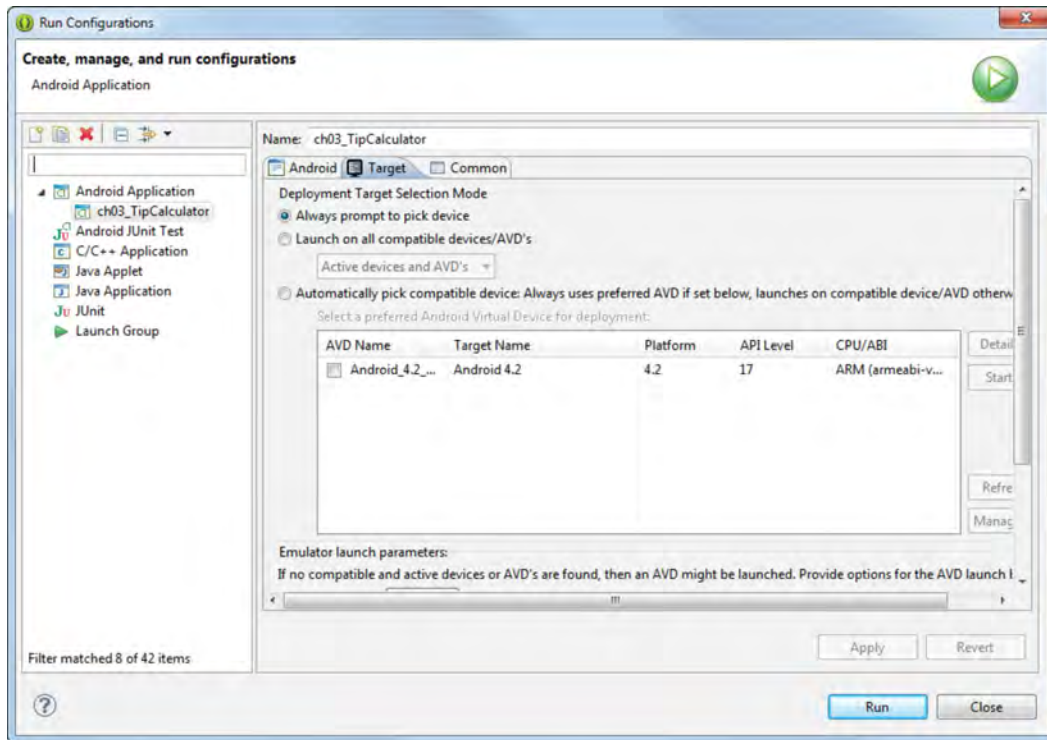 Run Configurations
Create, manage, and run configurations
Android Application
Name: ch03_TipCalculator
Android Target Common
Android Application
ch03_TipCalculator
Android JUnit Test
C/C++ Application
Java Applet
Java Application
JUnit
Launch Group
Filter matched 8 of 42 items
Deployment Target Selection Mode
Always prompt to pick device
Launch on all compatible devices/AVD's
Active devices and AVD's
Automatically pick compatible device: Always uses preferred AVD if set below, launches on compatible device/AVD otherw
Select a preferred Android Virtual Device for deployment:
AVD Name Target Name Platform API Level CPU/ABI
Android_4.2_... Android 4.2 4.2 17 ARM (armeabi-v...
Detail
Start
Refre
Manag
Emulator launch parameters:
If no compatible and active devices or AVD's are found, then an AVD might be launched. Provide options for the AVD launch
Apply Revert
Run Close